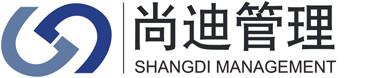 尚迪管理
SHANGDI MANAGEMENT